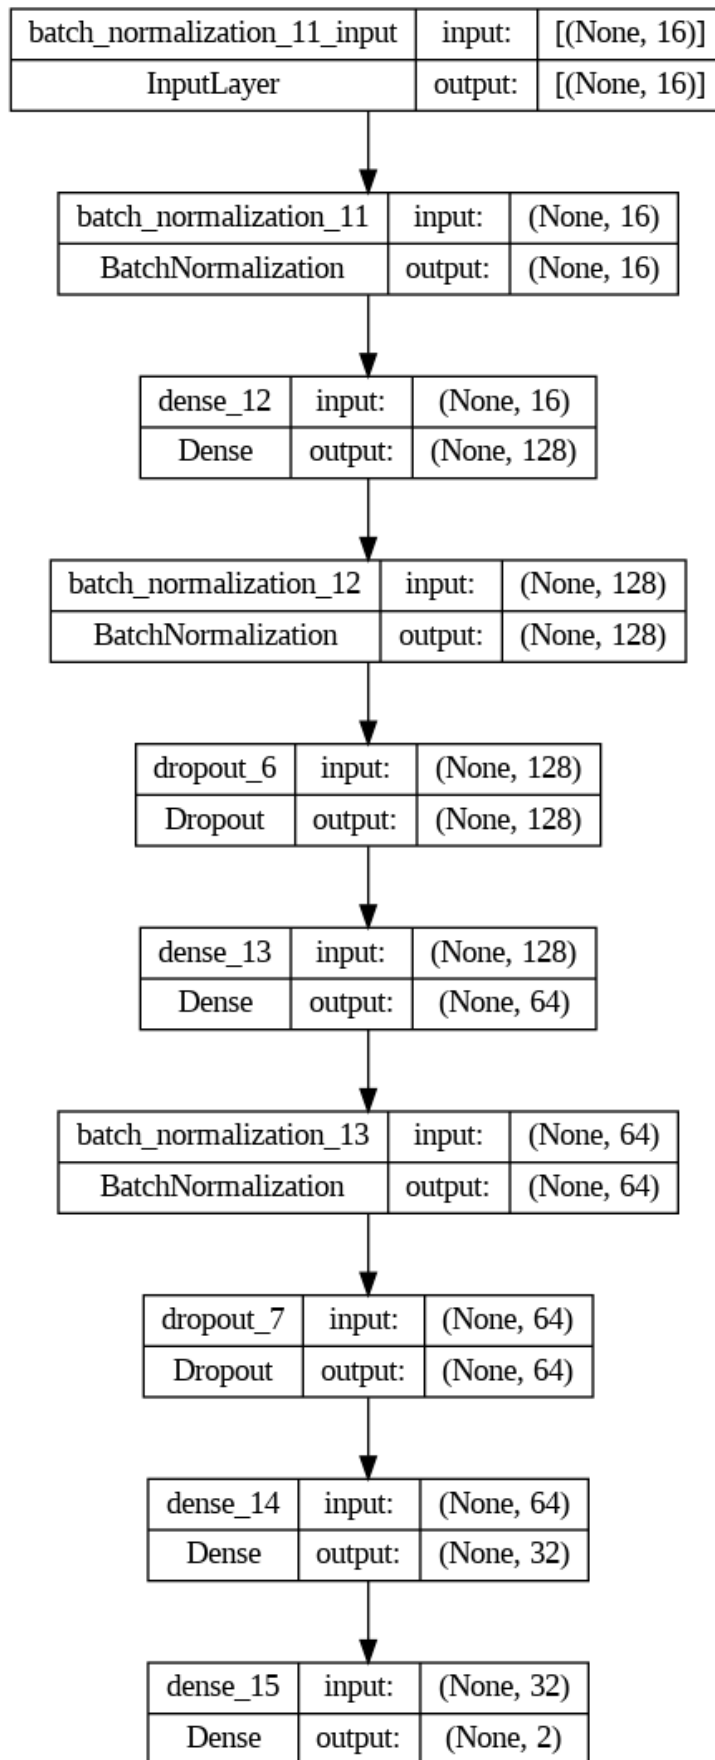 batch_normalization_11_input input: [(None, 16)]
InputLayer output: [(None, 16)]
batch_normalization_11 input: (None, 16)
BatchNormalization output: (None, 16)
dense_12 input: (None, 16)
Dense output: (None, 128)
batch_normalization_12 input: (None, 128)
BatchNormalization output: (None, 128)
dropout_6 input: (None, 128)
Dropout output: (None, 128)
dense_13 input: (None, 128)
Dense output: (None, 64)
batch_normalization_13 input: (None, 64)
BatchNormalization output: (None, 64)
dropout_7 input: (None, 64)
Dropout output: (None, 64)
dense_14 input: (None, 64)
Dense output: (None, 32)
dense_15 input: (None, 32)
Dense output: (None, 2)